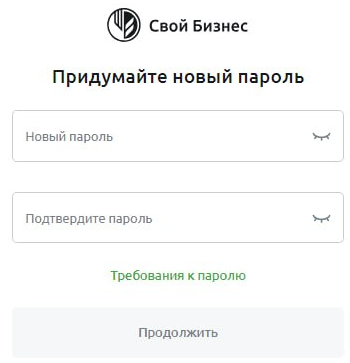 Свой Бизнес
Придумайте новый пароль
Новый пароль
Подтвердите пароль
Требования к паролю
Продолжить